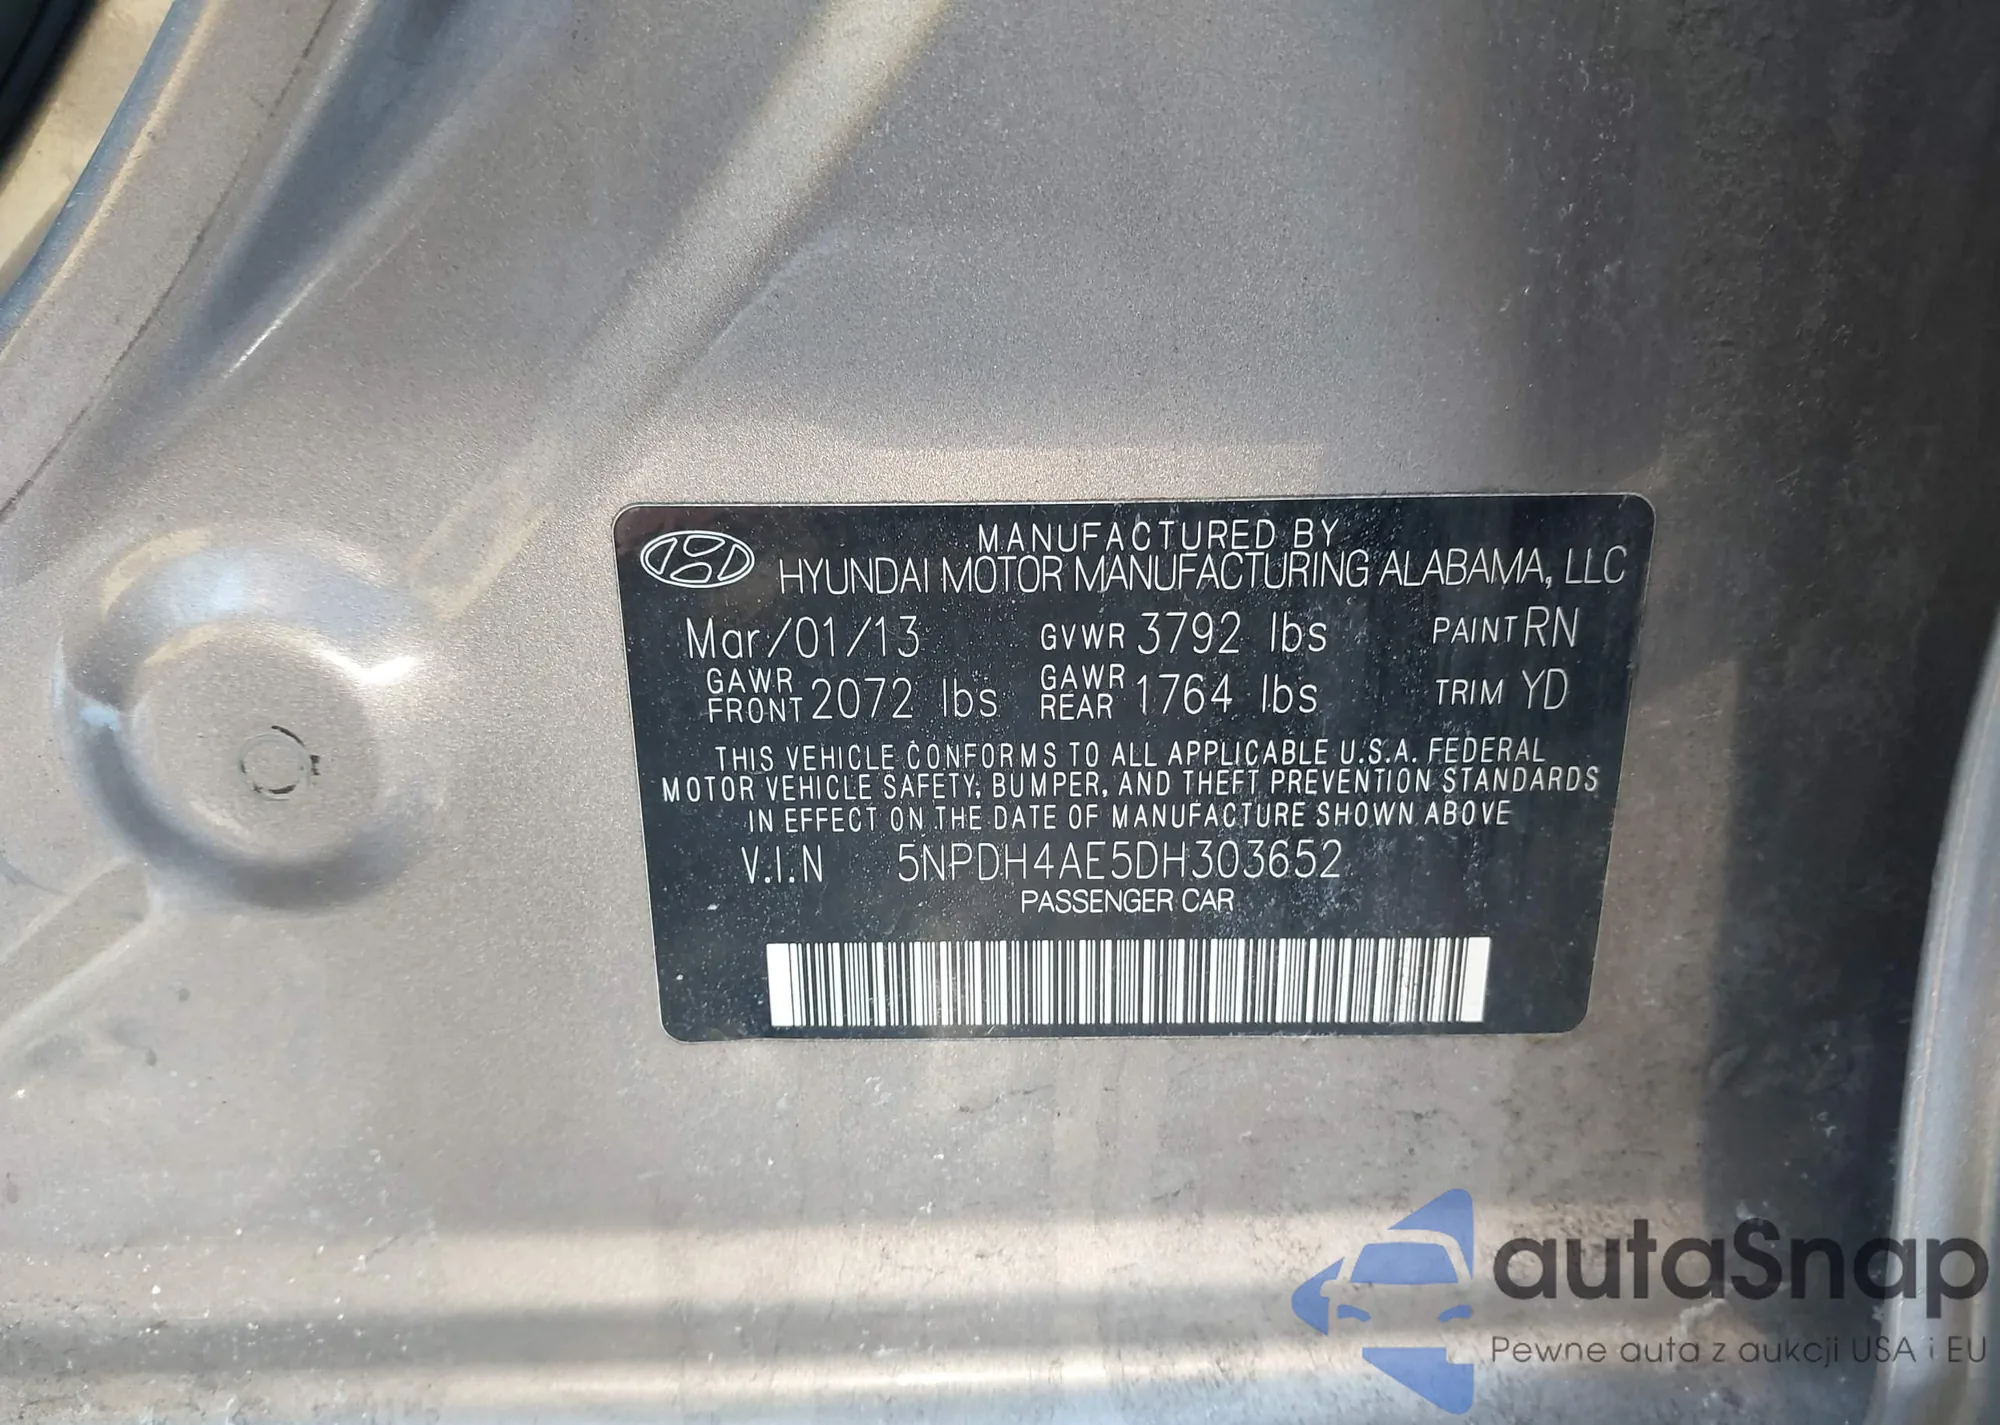 MANUFACTURED BY
HYUNDAI MOTOR MANUFACTURING ALABAMA, LLC
Mar/01/13 GVWR 3792 lbs PAINT RN
GAWR FRONT 2072 lbs GAWR REAR 1764 lbs TRIM YD
THIS VEHICLE CONFORMS TO ALL APPLICABLE U.S.A. FEDERAL
MOTOR VEHICLE SAFETY, BUMPER, AND THEFT PREVENTION STANDARDS
IN EFFECT ON THE DATE OF MANUFACTURE SHOWN ABOVE
V.I.N 5NPDH4AE5DH303652
PASSENGER CAR
autaSnap
Pewne auta z aukcji USA i EU